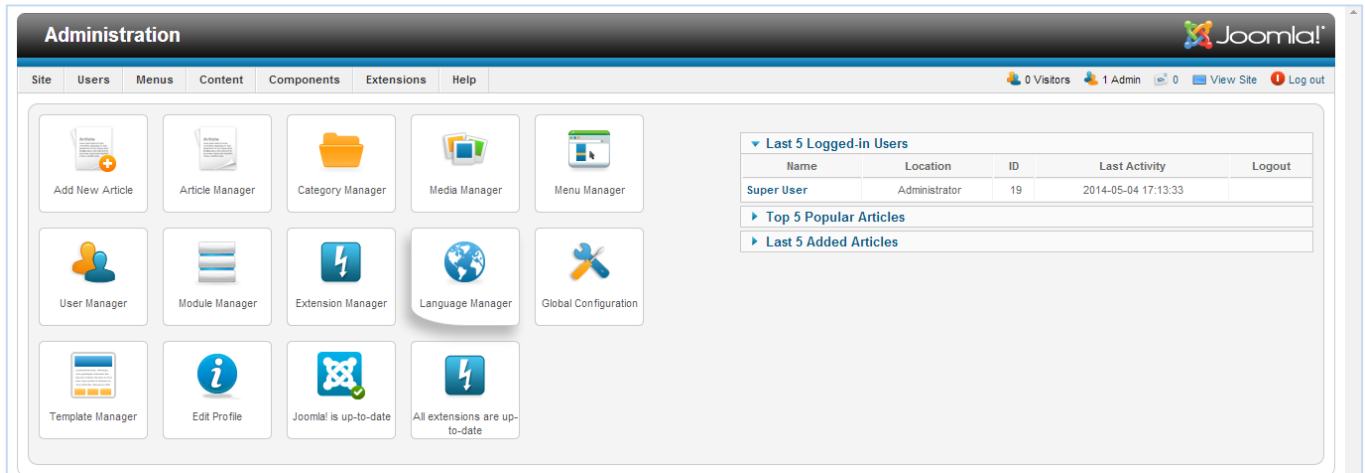 Administration
Joomla!
Site Users Menus Content Components Extensions Help
0 Visitors 1 Admin 0 View Site Log out
Add New Article Article Manager Category Manager Media Manager Menu Manager
User Manager Module Manager Extension Manager Language Manager Global Configuration
Template Manager Edit Profile Joomla! is up-to-date All extensions are up-
to-date
Last 5 Logged-in Users
Name Location ID Last Activity Logout
Super User Administrator 19 2014-05-04 17:13:33
Top 5 Popular Articles
Last 5 Added Articles